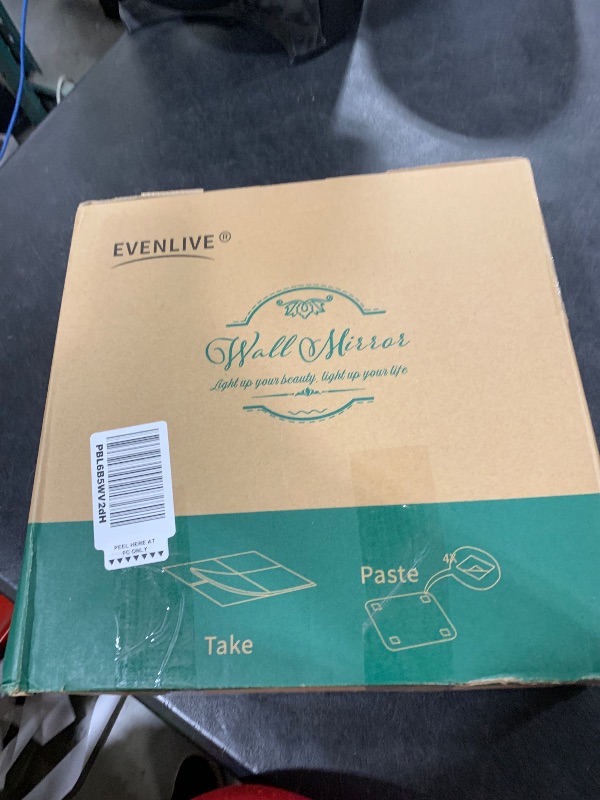 EVENLIVE®
Wall Mirror
Light up your beauty, light up your life
PBL6B5WV2dH
PEEL HERE AT
FC ONLY
Take
Paste
4X